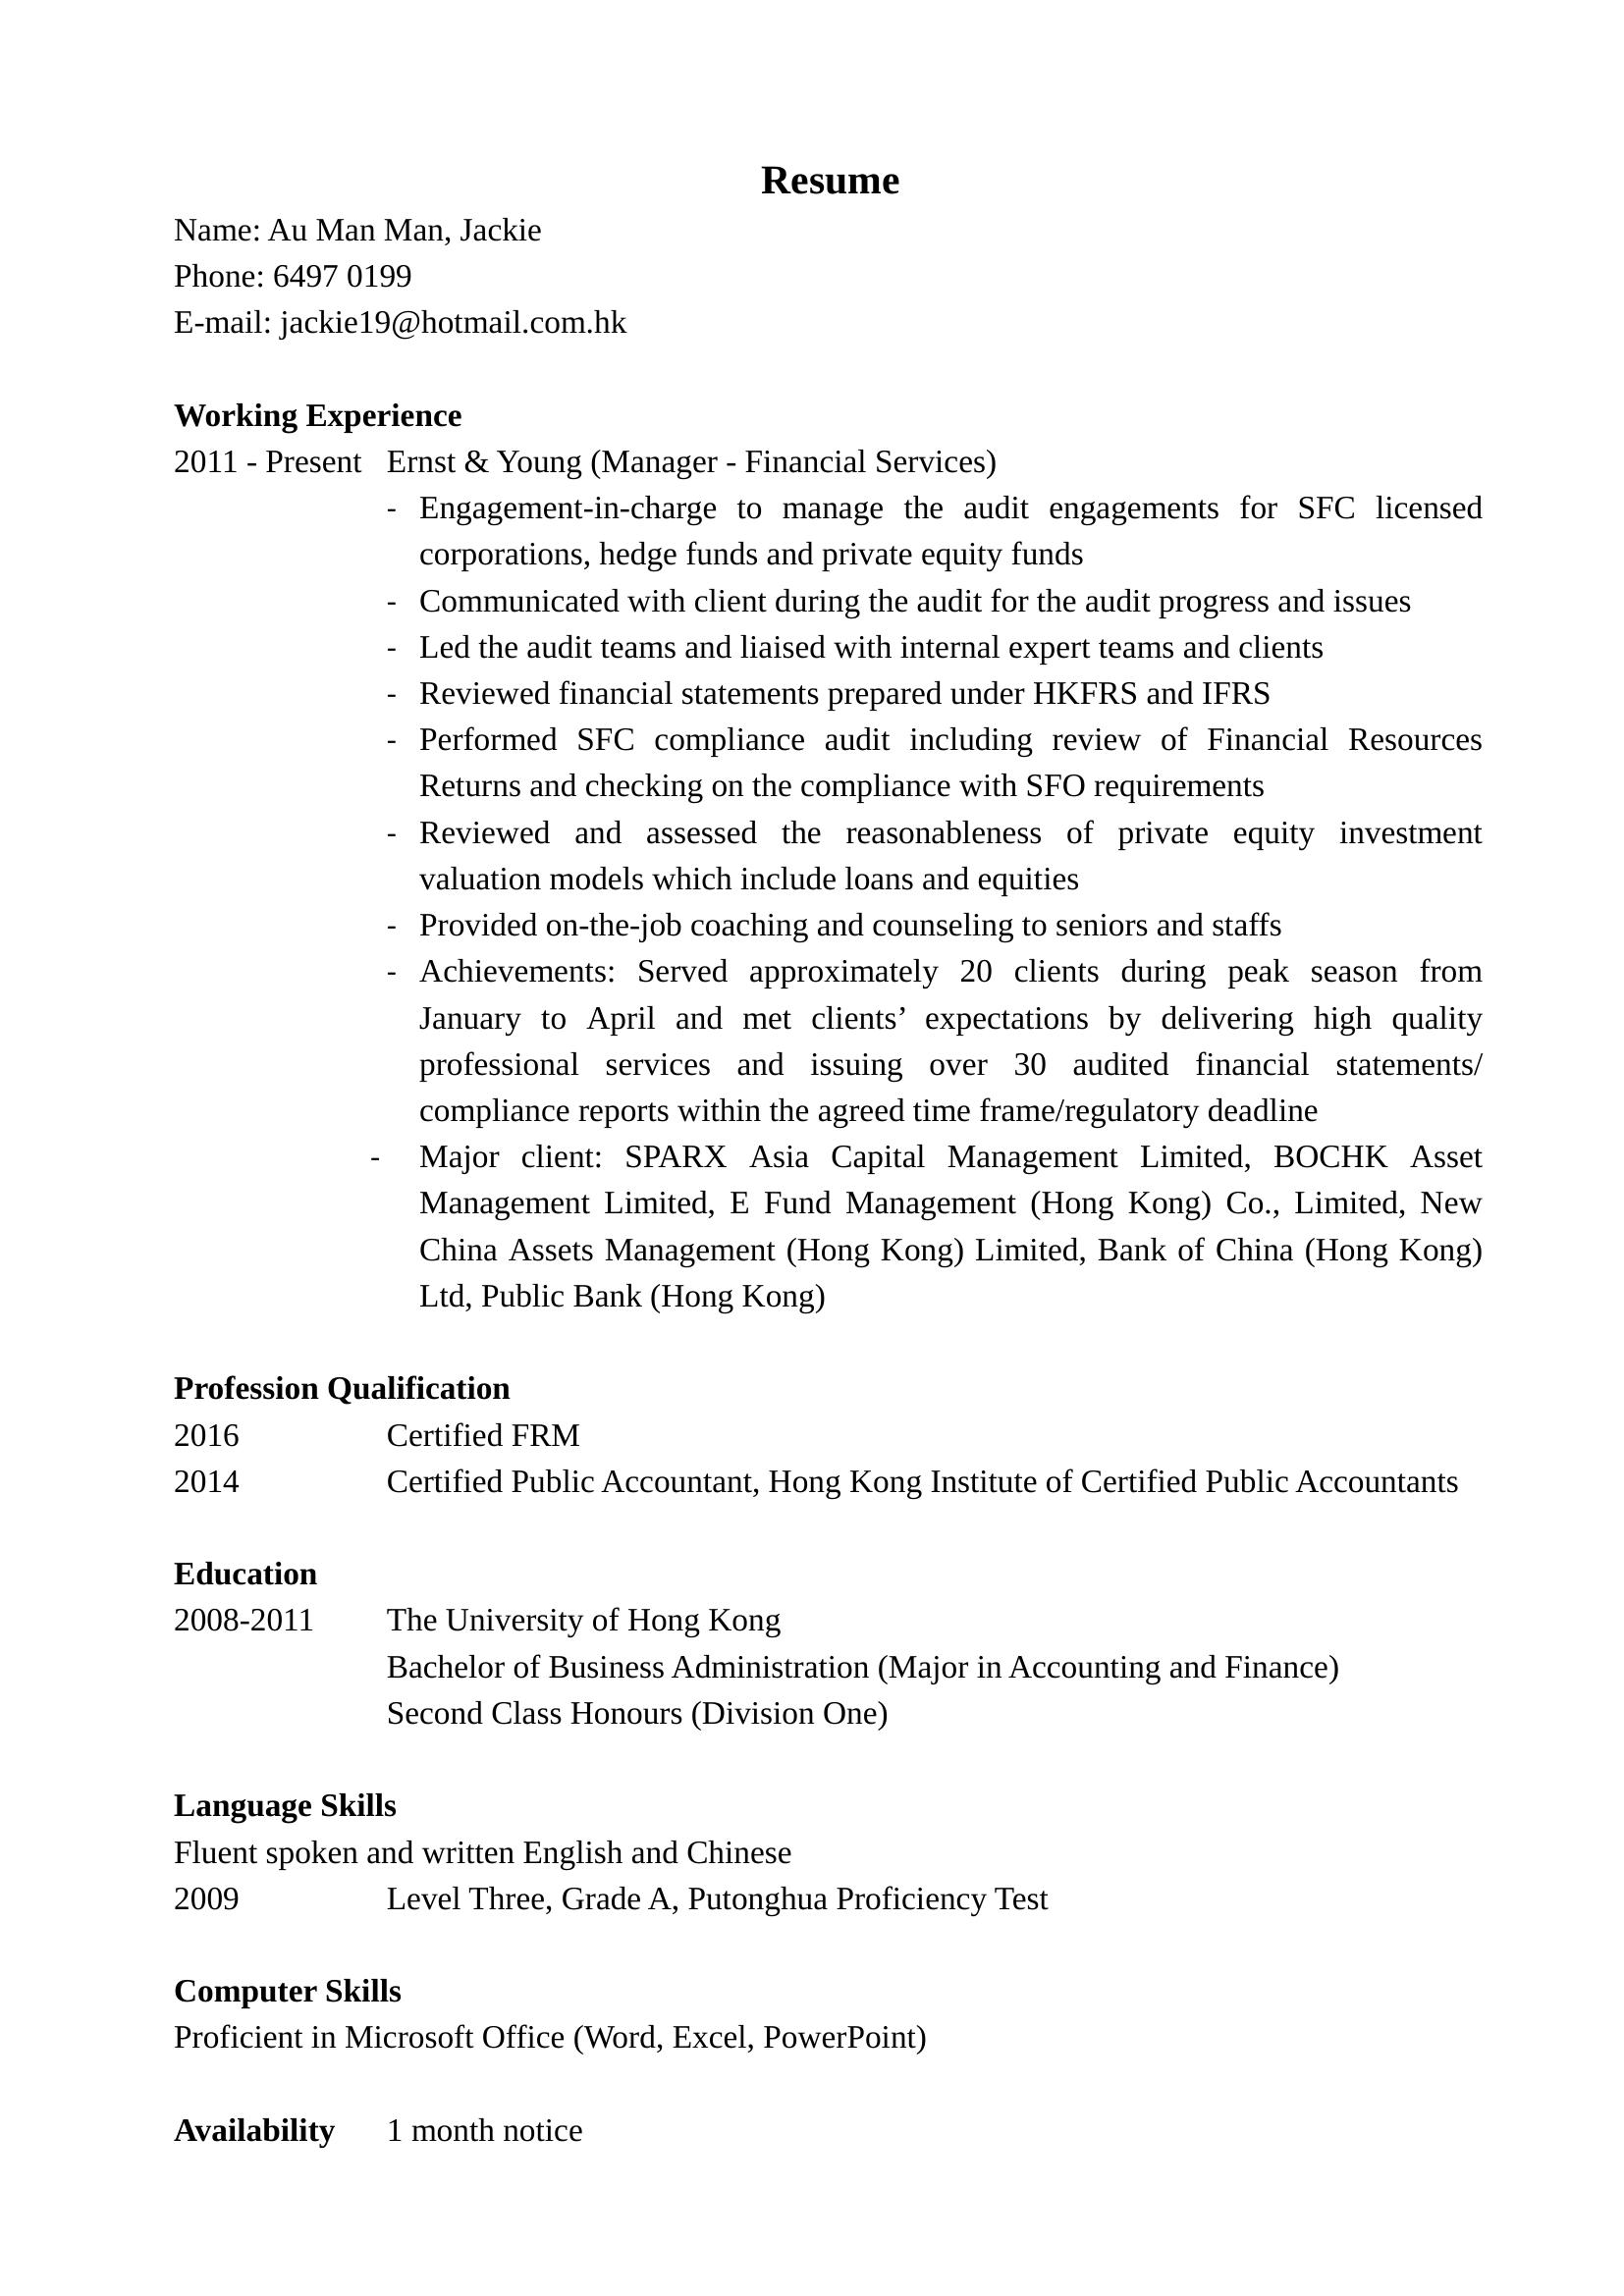 Resume
Name: Au Man Man, Jackie
Phone: 6497 0199
E-mail: jackie19@hotmail.com.hk
Working Experience
2011 - Present Ernst & Young (Manager - Financial Services)
- Engagement-in-charge to manage the audit engagements for SFC licensed
corporations, hedge funds and private equity funds
- Communicated with client during the audit for the audit progress and issues
- Led the audit teams and liaised with internal expert teams and clients
- Reviewed financial statements prepared under HKFRS and IFRS
- Performed SFC compliance audit including review of Financial Resources
Returns and checking on the compliance with SFO requirements
- Reviewed and assessed the reasonableness of private equity investment
valuation models which include loans and equities
- Provided on-the-job coaching and counseling to seniors and staffs
- Achievements: Served approximately 20 clients during peak season from
January to April and met clients’ expectations by delivering high quality
professional services and issuing over 30 audited financial statements/
compliance reports within the agreed time frame/regulatory deadline
- Major client: SPARX Asia Capital Management Limited, BOCHK Asset
Management Limited, E Fund Management (Hong Kong) Co., Limited, New
China Assets Management (Hong Kong) Limited, Bank of China (Hong Kong)
Ltd, Public Bank (Hong Kong)
Profession Qualification
2016 Certified FRM
2014 Certified Public Accountant, Hong Kong Institute of Certified Public Accountants
Education
2008-2011 The University of Hong Kong
Bachelor of Business Administration (Major in Accounting and Finance)
Second Class Honours (Division One)
Language Skills
Fluent spoken and written English and Chinese
2009 Level Three, Grade A, Putonghua Proficiency Test
Computer Skills
Proficient in Microsoft Office (Word, Excel, PowerPoint)
Availability 1 month notice